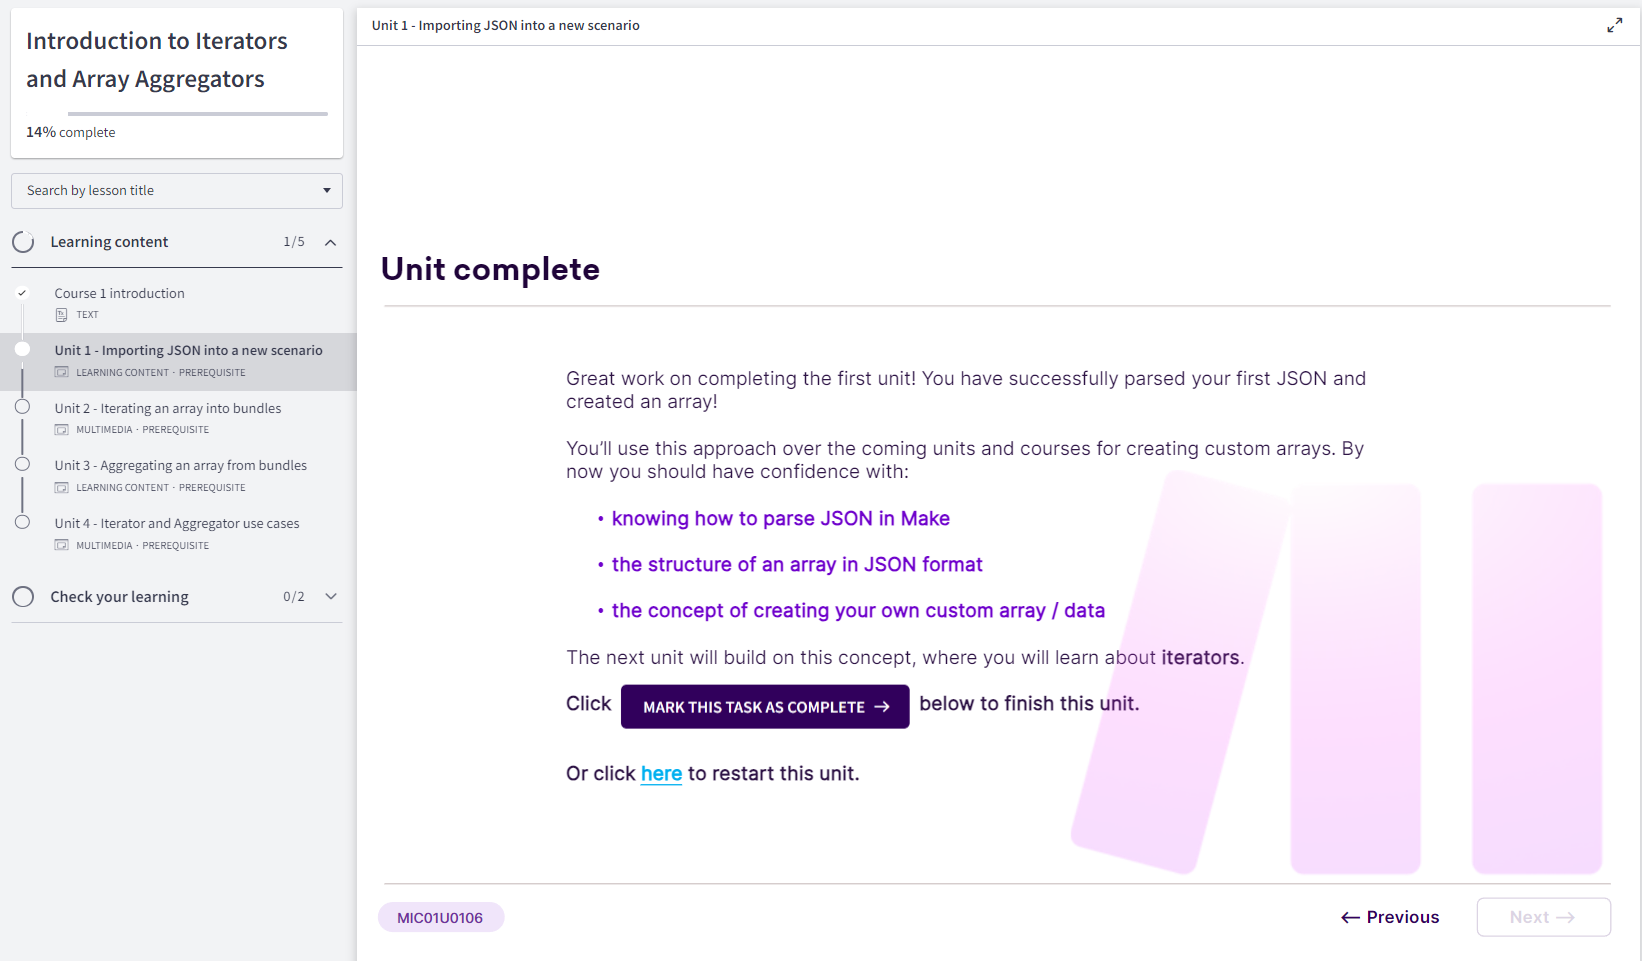 Introduction to Iterators
and Array Aggregators
14% complete
Search by lesson title
Learning content 1/5
Course 1 introduction
TEXT
Unit 1 - Importing JSON into a new scenario
LEARNING CONTENT · PREREQUISITE
Unit 2 - Iterating an array into bundles
MULTIMEDIA · PREREQUISITE
Unit 3 - Aggregating an array from bundles
LEARNING CONTENT · PREREQUISITE
Unit 4 - Iterator and Aggregator use cases
MULTIMEDIA · PREREQUISITE
Check your learning 0/2
Unit 1 - Importing JSON into a new scenario
Unit complete
Great work on completing the first unit! You have successfully parsed your first JSON and
created an array!
You’ll use this approach over the coming units and courses for creating custom arrays. By
now you should have confidence with:
• knowing how to parse JSON in Make
• the structure of an array in JSON format
• the concept of creating your own custom array / data
The next unit will build on this concept, where you will learn about iterators.
Click MARK THIS TASK AS COMPLETE → below to finish this unit.
Or click here to restart this unit.
MIC01U0106
← Previous
Next →